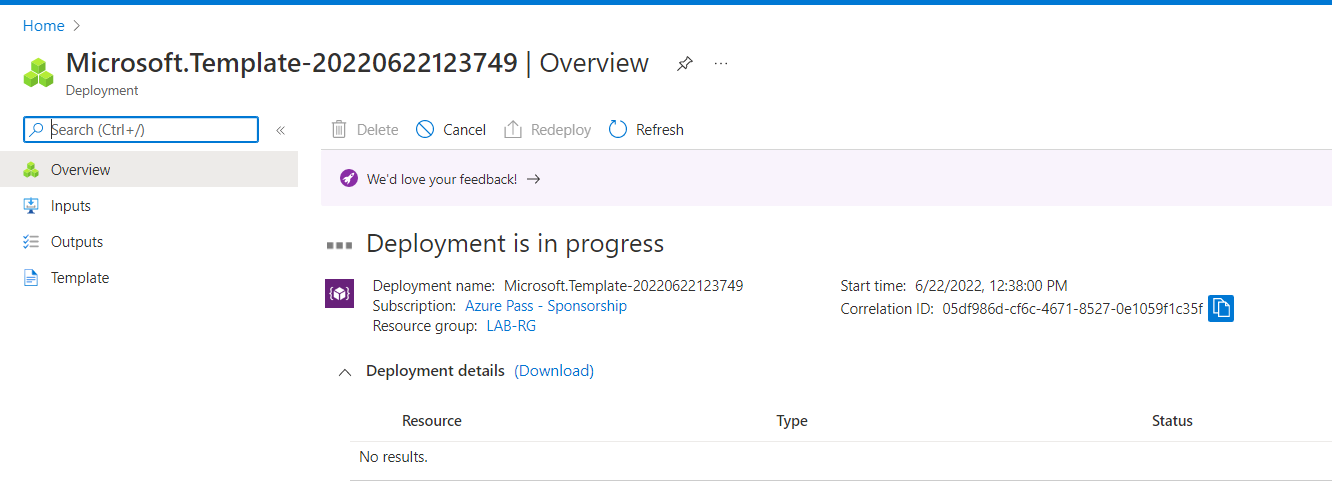 Home >
Microsoft.Template-20220622123749 | Overview
Deployment
Search (Ctrl+/)
Overview
Inputs
Outputs
Template
Delete Cancel Redeploy Refresh
We'd love your feedback! →
Deployment is in progress
Deployment name: Microsoft.Template-20220622123749
Subscription: Azure Pass - Sponsorship
Resource group: LAB-RG
Start time: 6/22/2022, 12:38:00 PM
Correlation ID: 05df986d-cf6c-4671-8527-0e1059f1c35f
Deployment details (Download)
Resource Type Status
No results.